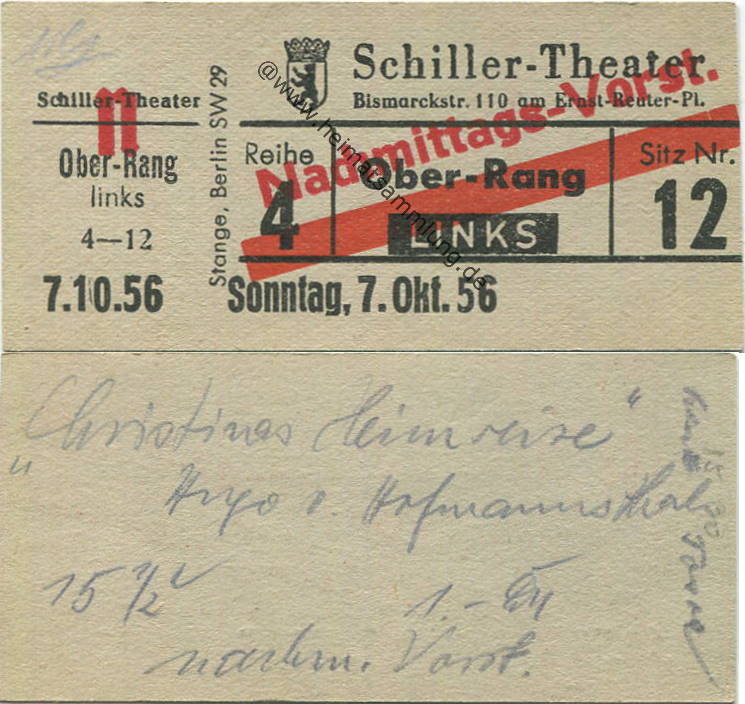 Schiller-Theater
n
Ober-Rang
links
4—12
7.10.56
Stange, Berlin SW 29
Schiller-Theater
Bismarckstr. 110 am Ernst-Reuter-Pl.
Nachmittags-Vorst.
Reihe
4
Ober-Rang
LINKS
Sitz Nr.
12
Sonntag, 7. Okt. 56
@www.heimatsammlung.de
„Christinas Heimreise"
Hugo v. Hofmannsthal
15 1/2
1.-
nachm. Vorst.